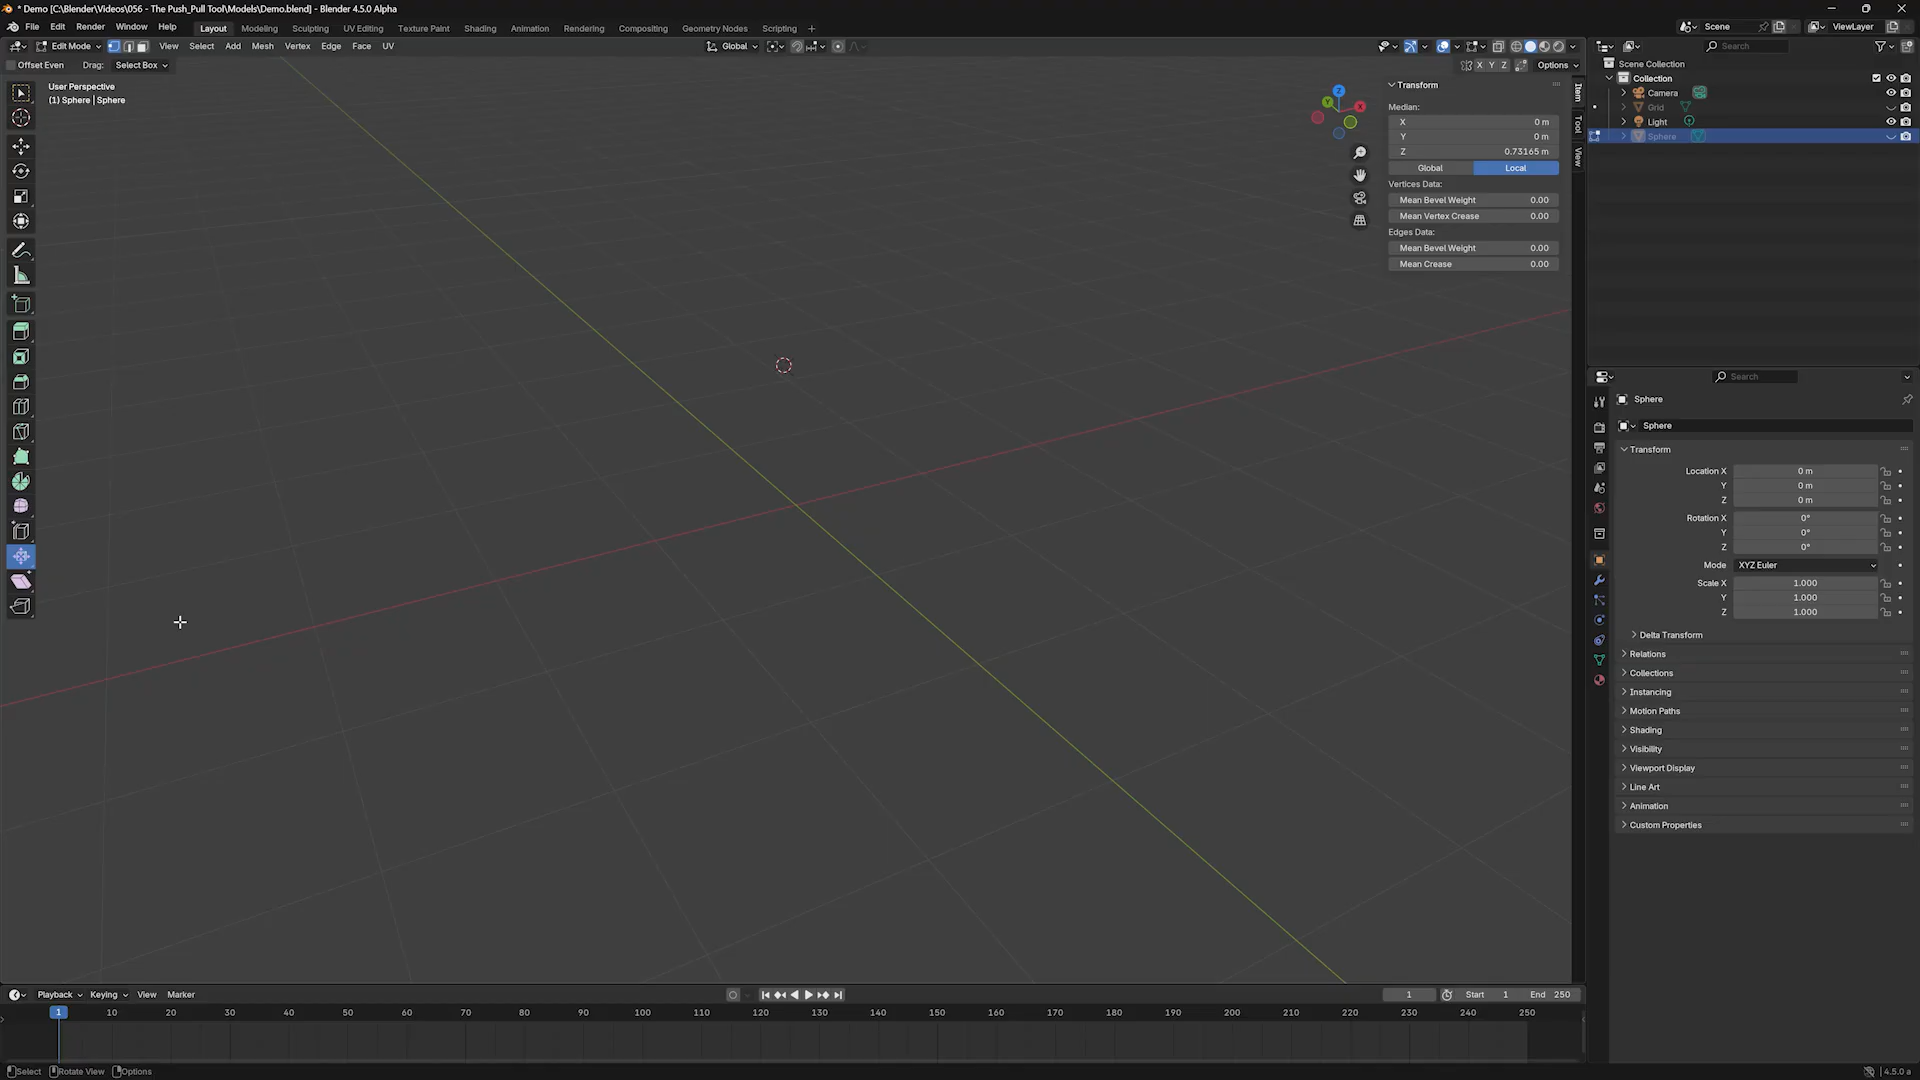 * Demo [C:\Blender\Videos\056 - The Push_Pull Tool\Models\Demo.blend] - Blender 4.5.0 Alpha
File Edit Render Window Help
Layout Modeling Sculpting UV Editing Texture Paint Shading Animation Rendering Compositing Geometry Nodes Scripting +
Scene
ViewLayer
Edit Mode
View Select Add Mesh Vertex Edge Face UV
Global
Search
Offset Even
Drag: Select Box
X Y Z
Options
User Perspective
(1) Sphere | Sphere
Z
Y
X
Transform
Median:
X 0 m
Y 0 m
Z 0.73165 m
Global Local
Vertices Data:
Mean Bevel Weight 0.00
Mean Vertex Crease 0.00
Edges Data:
Mean Bevel Weight 0.00
Mean Crease 0.00
Item
Tool
View
Scene Collection
Collection
Camera
Grid
Light
Sphere
Search
Sphere
Sphere
Transform
Location X 0 m
Y 0 m
Z 0 m
Rotation X 0°
Y 0°
Z 0°
Mode XYZ Euler
Scale X 1.000
Y 1.000
Z 1.000
Delta Transform
Relations
Collections
Instancing
Motion Paths
Shading
Visibility
Viewport Display
Line Art
Animation
Custom Properties
Playback Keying View Marker
1
Start 1
End 250
1 10 20 30 40 50 60 70 80 90 100 110 120 130 140 150 160 170 180 190 200 210 220 230 240 250
Select Rotate View Options
4.5.0 a